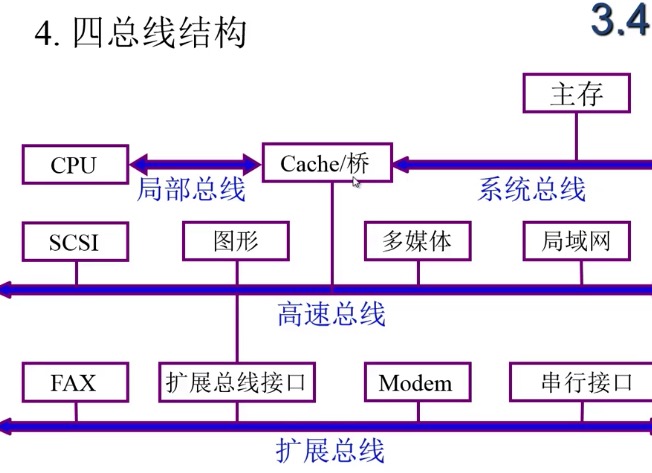 4. 四总线结构
3.4
主存
CPU
Cache/桥
局部总线
系统总线
SCSI
图形
多媒体
局域网
高速总线
FAX
扩展总线接口
Modem
串行接口
扩展总线